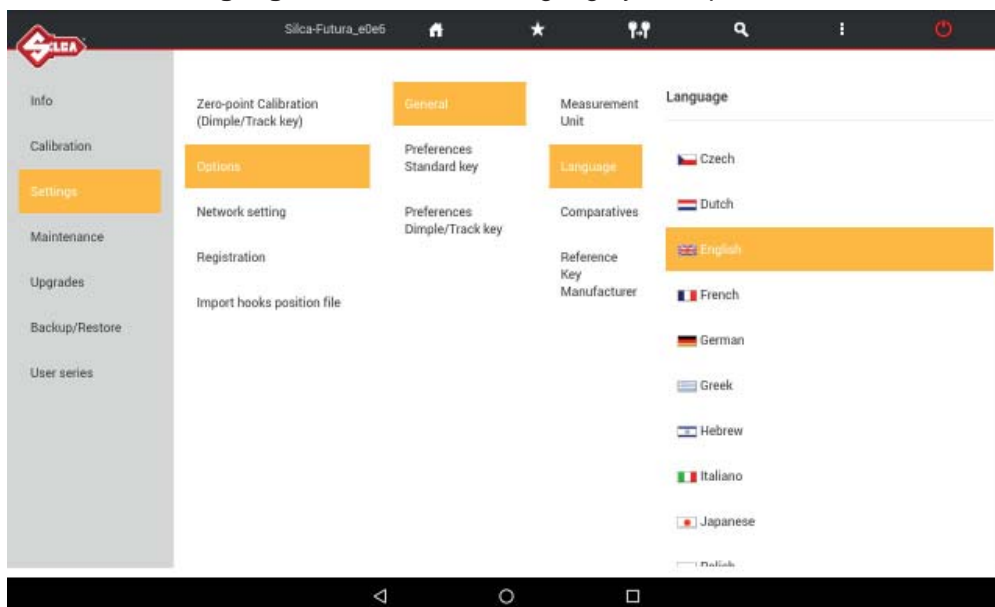 Silca-Futura_e0e6
SILCA
Info
Calibration
Settings
Maintenance
Upgrades
Backup/Restore
User series
Zero-point Calibration
(Dimple/Track key)
Options
Network setting
Registration
Import hooks position file
General
Preferences
Standard key
Preferences
Dimple/Track key
Measurement
Unit
Language
Comparatives
Reference
Key
Manufacturer
Language
Czech
Dutch
English
French
German
Greek
Hebrew
Italiano
Japanese
Polish